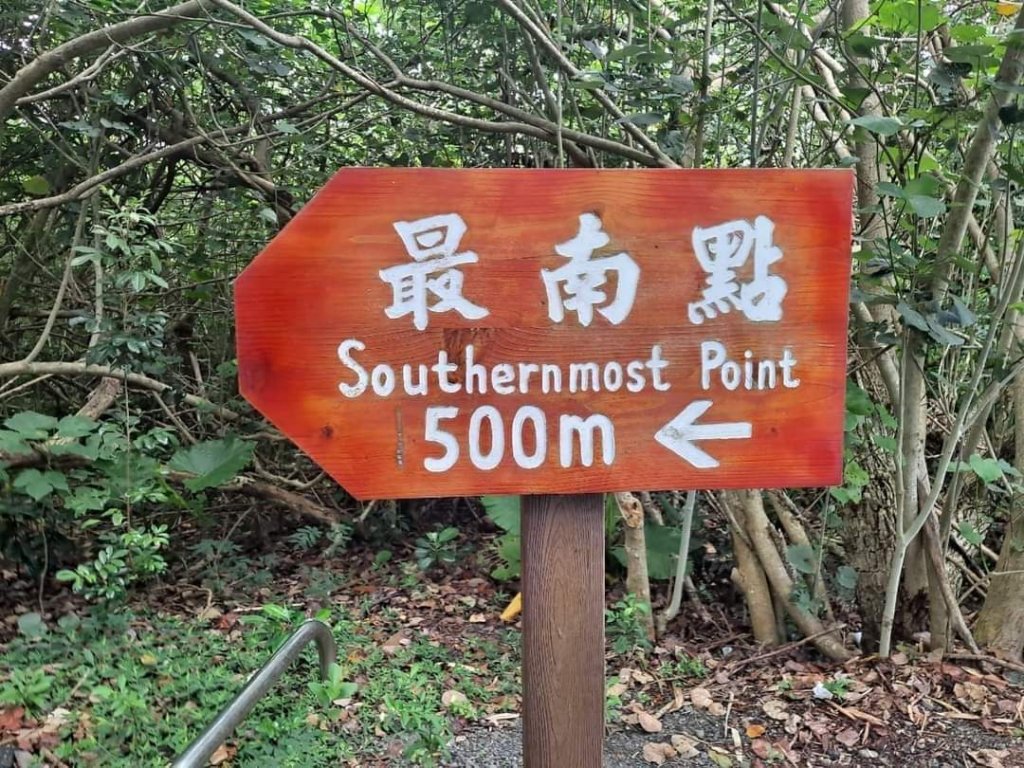 最南點
Southernmost Point
500m ←